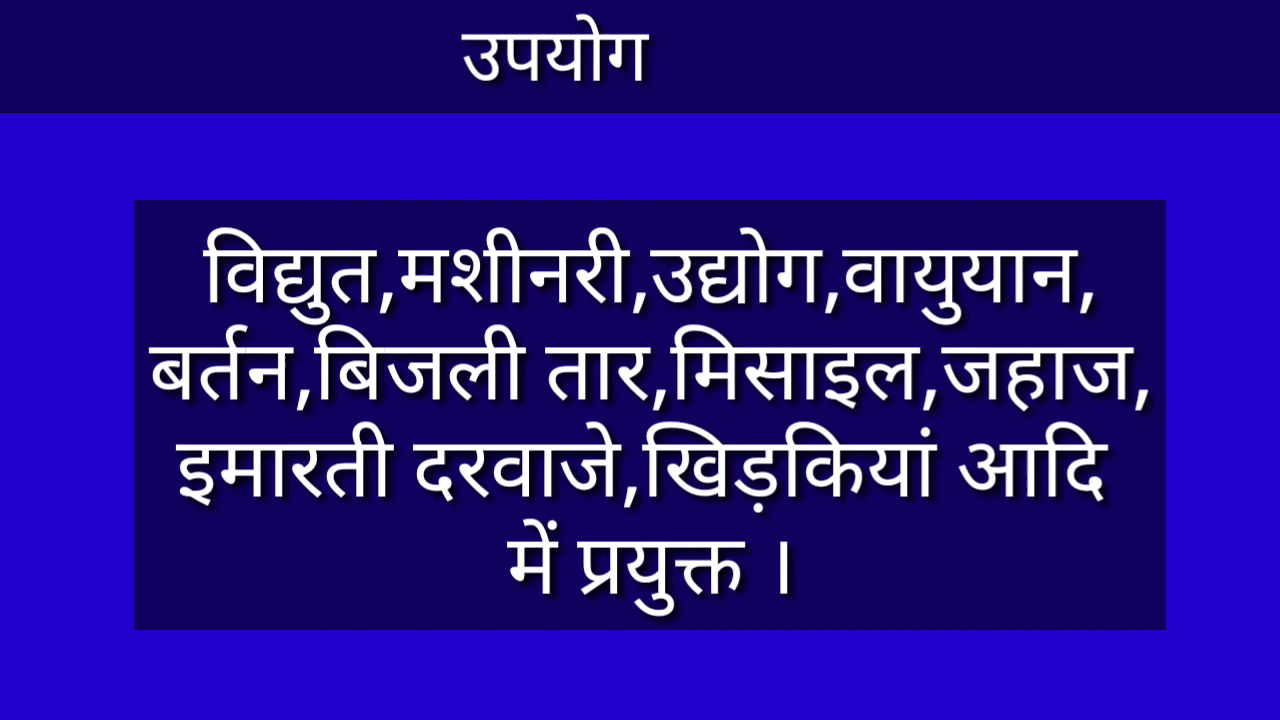 उपयोग
विद्युत,मशीनरी,उद्योग,वायुयान,
बर्तन,बिजली तार,मिसाइल,जहाज,
इमारती दरवाजे,खिड़कियां आदि
में प्रयुक्त ।